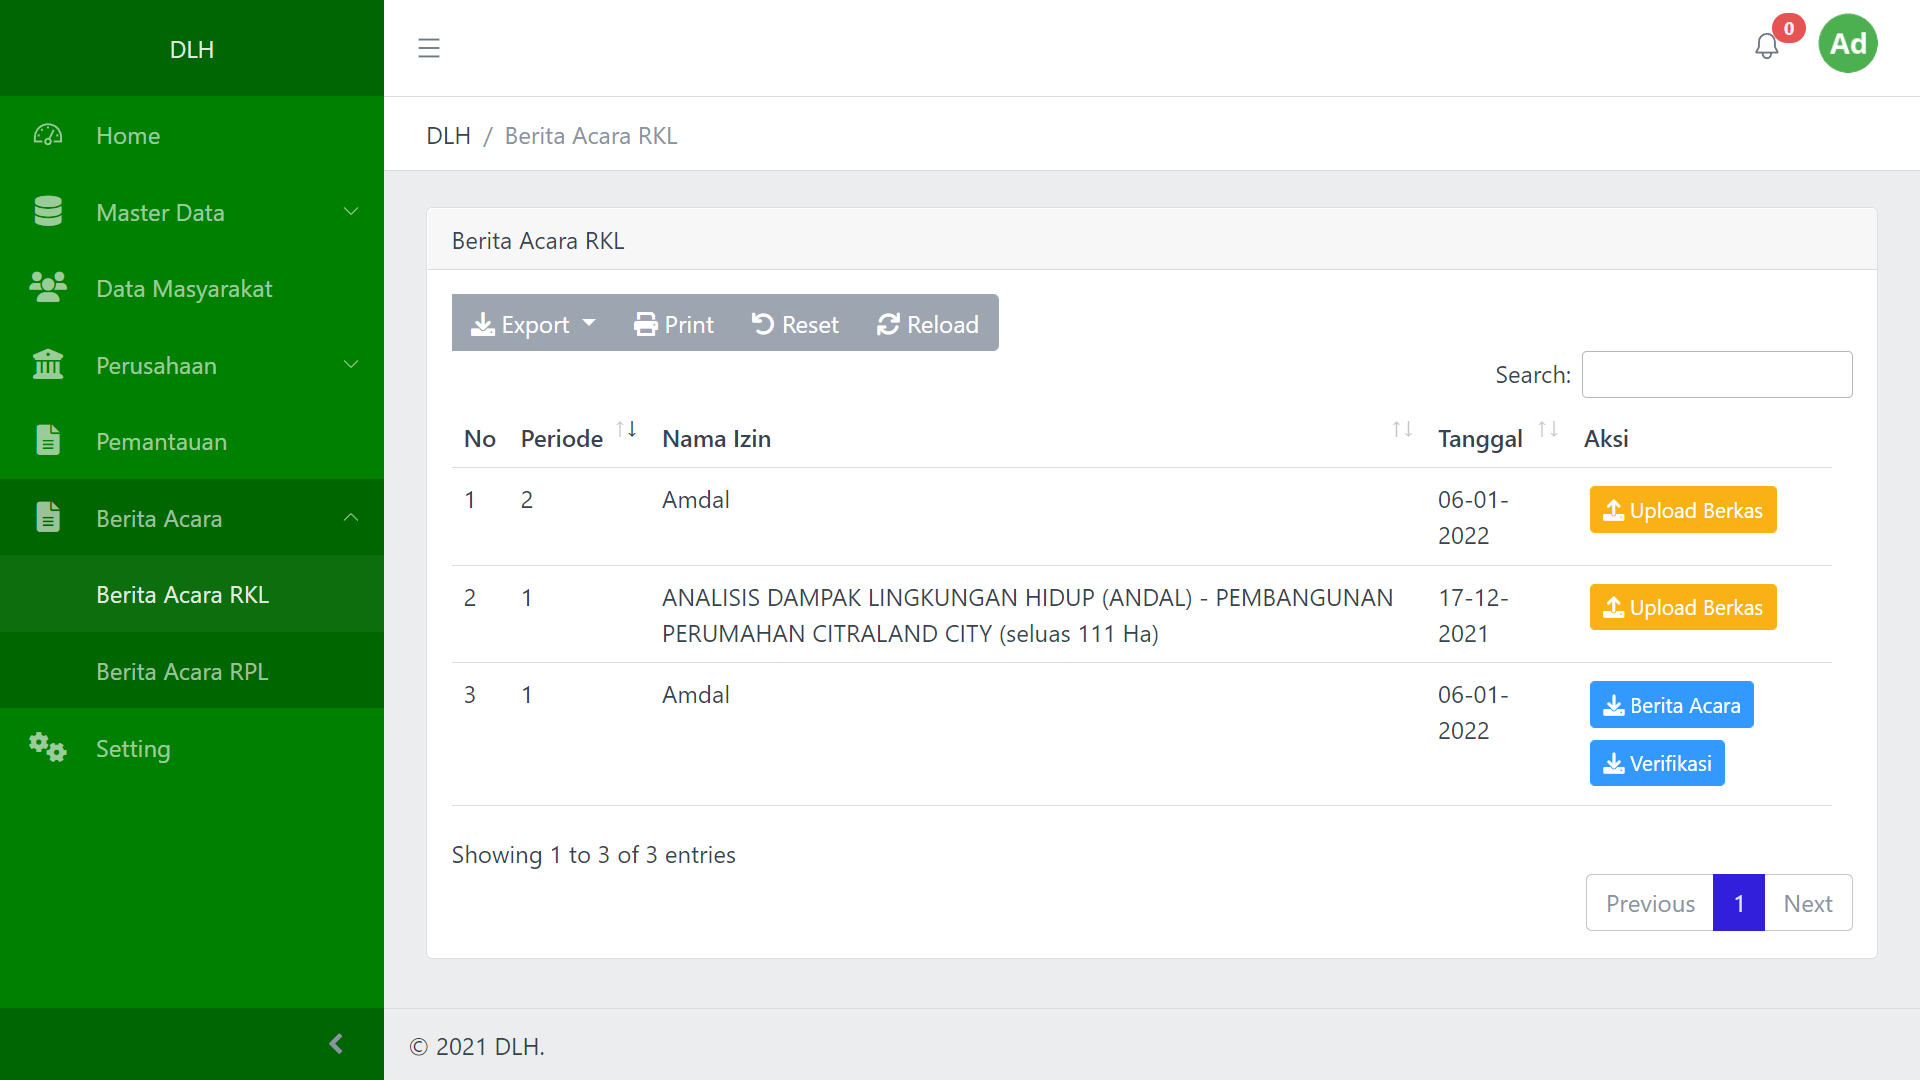 DLH
0
Ad
Home
Master Data
Data Masyarakat
Perusahaan
Pemantauan
Berita Acara
Berita Acara RKL
Berita Acara RPL
Setting
DLH / Berita Acara RKL
Berita Acara RKL
Export Print Reset Reload
Search:
No Periode Nama Izin Tanggal Aksi
1 2 Amdal 06-01- Upload Berkas
2022
2 1 ANALISIS DAMPAK LINGKUNGAN HIDUP (ANDAL) - PEMBANGUNAN 17-12- Upload Berkas
PERUMAHAN CITRALAND CITY (seluas 111 Ha) 2021
3 1 Amdal 06-01- Berita Acara
2022
Verifikasi
Showing 1 to 3 of 3 entries
Previous 1 Next
© 2021 DLH.